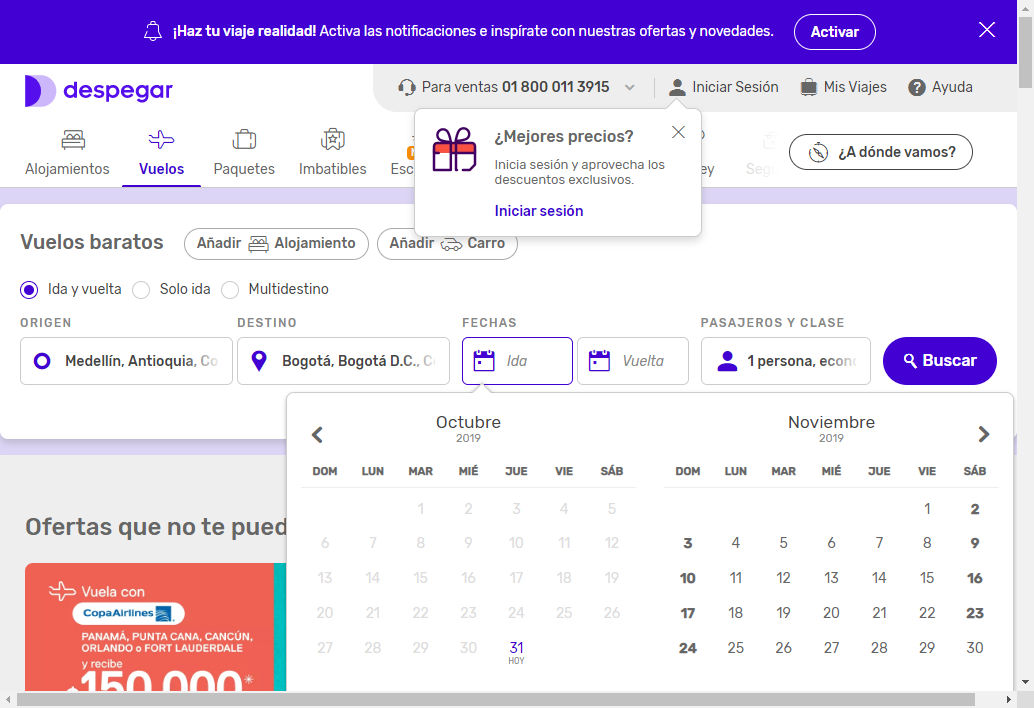 ¡Haz tu viaje realidad! Activa las notificaciones e inspírate con nuestras ofertas y novedades.
Activar
despegar
Para ventas 01 800 011 3915
Iniciar Sesión
Mis Viajes
Ayuda
Alojamientos
Vuelos
Paquetes
Imbatibles
¿Mejores precios?
Inicia sesión y aprovecha los
descuentos exclusivos.
Iniciar sesión
¿A dónde vamos?
Vuelos baratos
Añadir Alojamiento
Añadir Carro
Ida y vuelta
Solo ida
Multidestino
ORIGEN
DESTINO
FECHAS
PASAJEROS Y CLASE
Medellín, Antioquia, Co
Bogotá, Bogotá D.C., C
Ida
Vuelta
1 persona, econ
Buscar
Octubre
2019
DOM LUN MAR MIÉ JUE VIE SÁB
1 2 3 4 5
6 7 8 9 10 11 12
13 14 15 16 17 18 19
20 21 22 23 24 25 26
27 28 29 30 31
HOY
Noviembre
2019
DOM LUN MAR MIÉ JUE VIE SÁB
1 2
3 4 5 6 7 8 9
10 11 12 13 14 15 16
17 18 19 20 21 22 23
24 25 26 27 28 29 30
Ofertas que no te pued
Vuela con
CopaAirlines
PANAMÁ, PUNTA CANA, CANCÚN,
ORLANDO o FORT LAUDERDALE
y recibe
150.000*